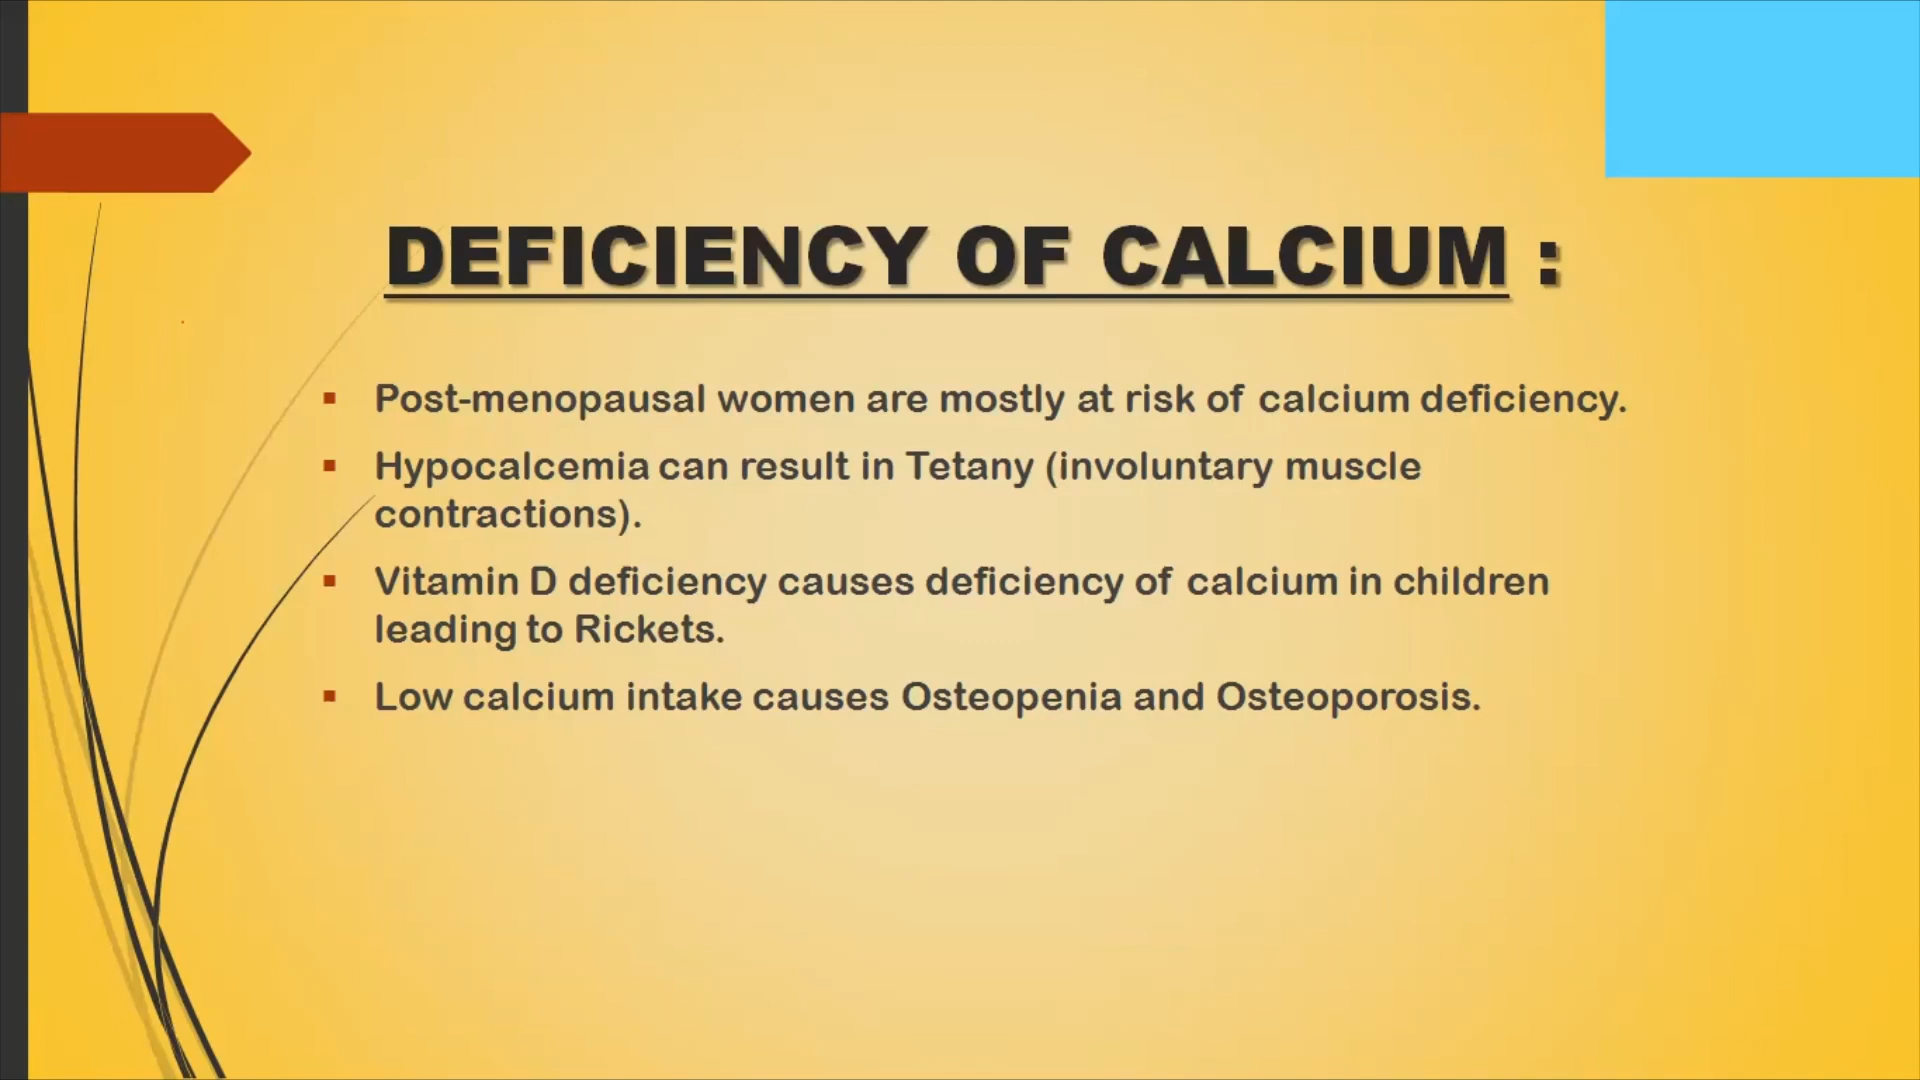 DEFICIENCY OF CALCIUM :
▪ Post-menopausal women are mostly at risk of calcium deficiency.
▪ Hypocalcemia can result in Tetany (involuntary muscle
contractions).
▪ Vitamin D deficiency causes deficiency of calcium in children
leading to Rickets.
▪ Low calcium intake causes Osteopenia and Osteoporosis.